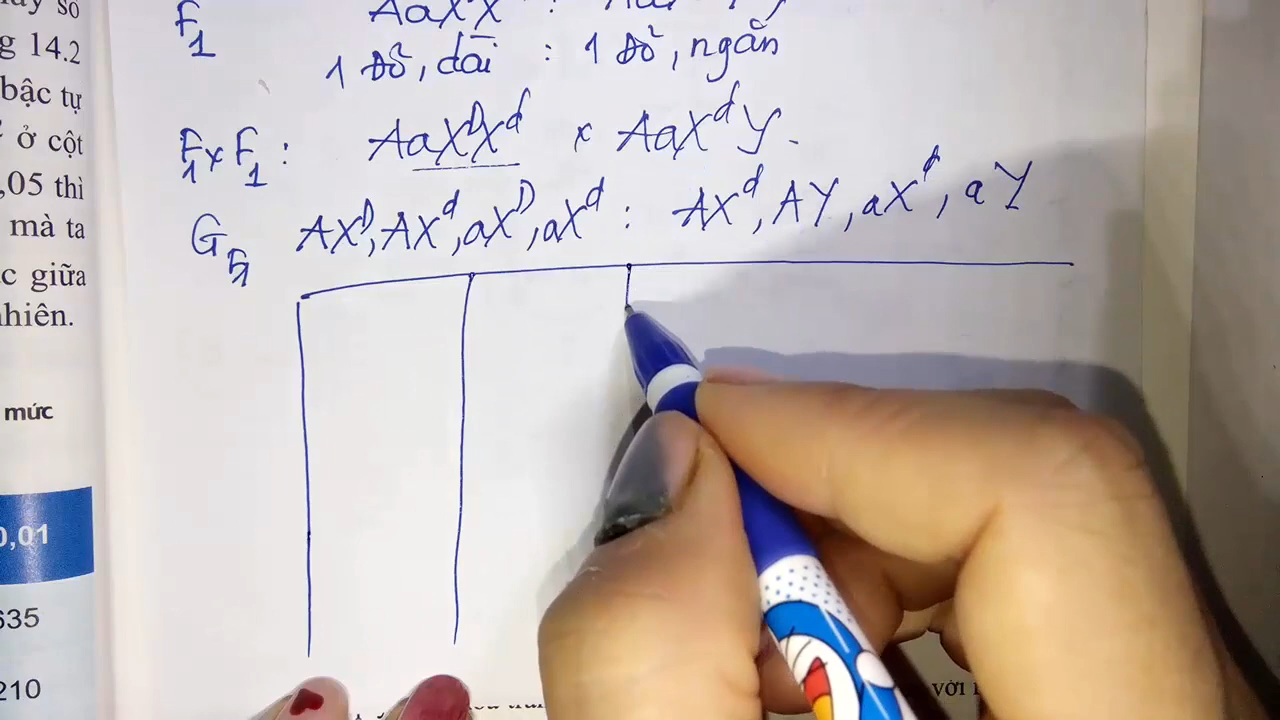 g 14.2
bậc tự
ở cột
,05 thì
mà ta
c giữa
hiên.
mức
0,01
635
210
F1
1 đỏ, dài : 1 đỏ, ngắn
F1 x F1 : AaX^DX^d x AaX^dY.
G F1 AX^D, AX^d, aX^D, aX^d : AX^d, AY, aX^d, aY